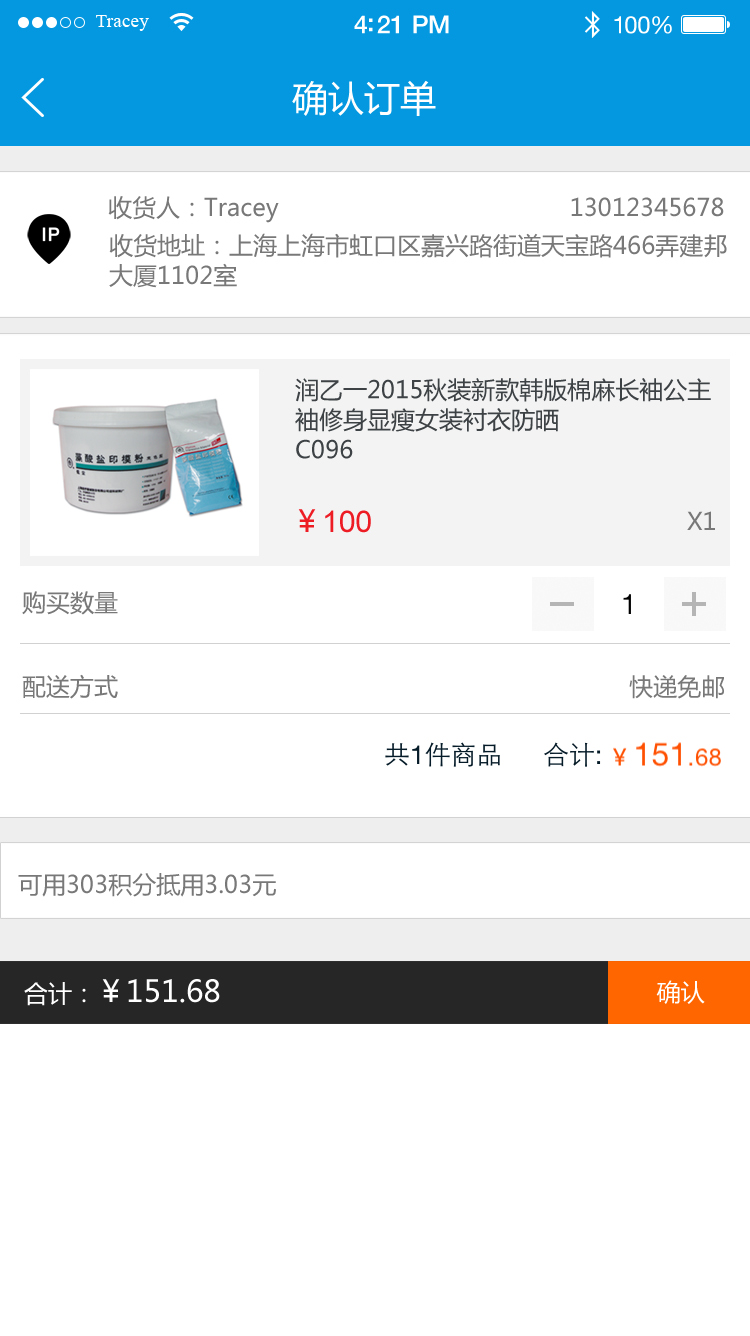 Tracey
4:21 PM
100%
确认订单
IP
收货人：Tracey
13012345678
收货地址：上海上海市虹口区嘉兴路街道天宝路466弄建邦
大厦1102室
藻酸盐印模粉
润乙一2015秋装新款韩版棉麻长袖公主
袖修身显瘦女装衬衣防晒
C096
¥ 100
X1
购买数量
1
配送方式
快递免邮
共1件商品
合计: ¥ 151.68
可用303积分抵用3.03元
合计：¥ 151.68
确认